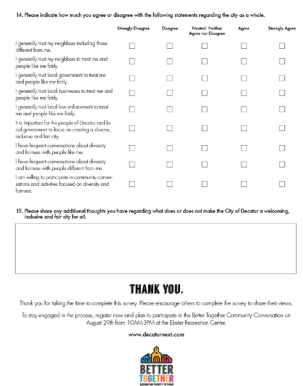 14. Please indicate how much you agree or disagree with the following statements regarding the city as a whole.
Strongly Disagree Disagree Neutral: Neither Agree nor Disagree Agree Strongly Agree
I generally trust my neighbors including those
different from me.
I generally trust my neighbors to treat me and
people like me fairly.
I generally trust local government to treat me
and people like me fairly.
I generally trust local businesses to treat me and
people like me fairly.
I generally trust local law enforcement to treat
me and people like me fairly.
It is important for the people of Decatur and lo-
cal government to focus on creating a diverse,
inclusive and fair city.
I have frequent conversations about diversity
and fairness with people like me.
I have frequent conversations about diversity
and fairness with people different from me.
I am willing to participate in community conver-
sations and activities focused on diversity and
fairness.
15. Please share any additional thoughts you have regarding what does or does not make the City of Decatur a welcoming,
inclusive and fair city for all.
THANK YOU.
Thank you for taking the time to complete this survey. Please encourage others to complete the survey to share their views.
To stay engaged in the process, register now and plan to participate in the Better Together Community Conversation on
August 29th from 10AM-3PM at the Ebster Recreation Center.
www.decaturnext.com
BETTER
TOGETHER